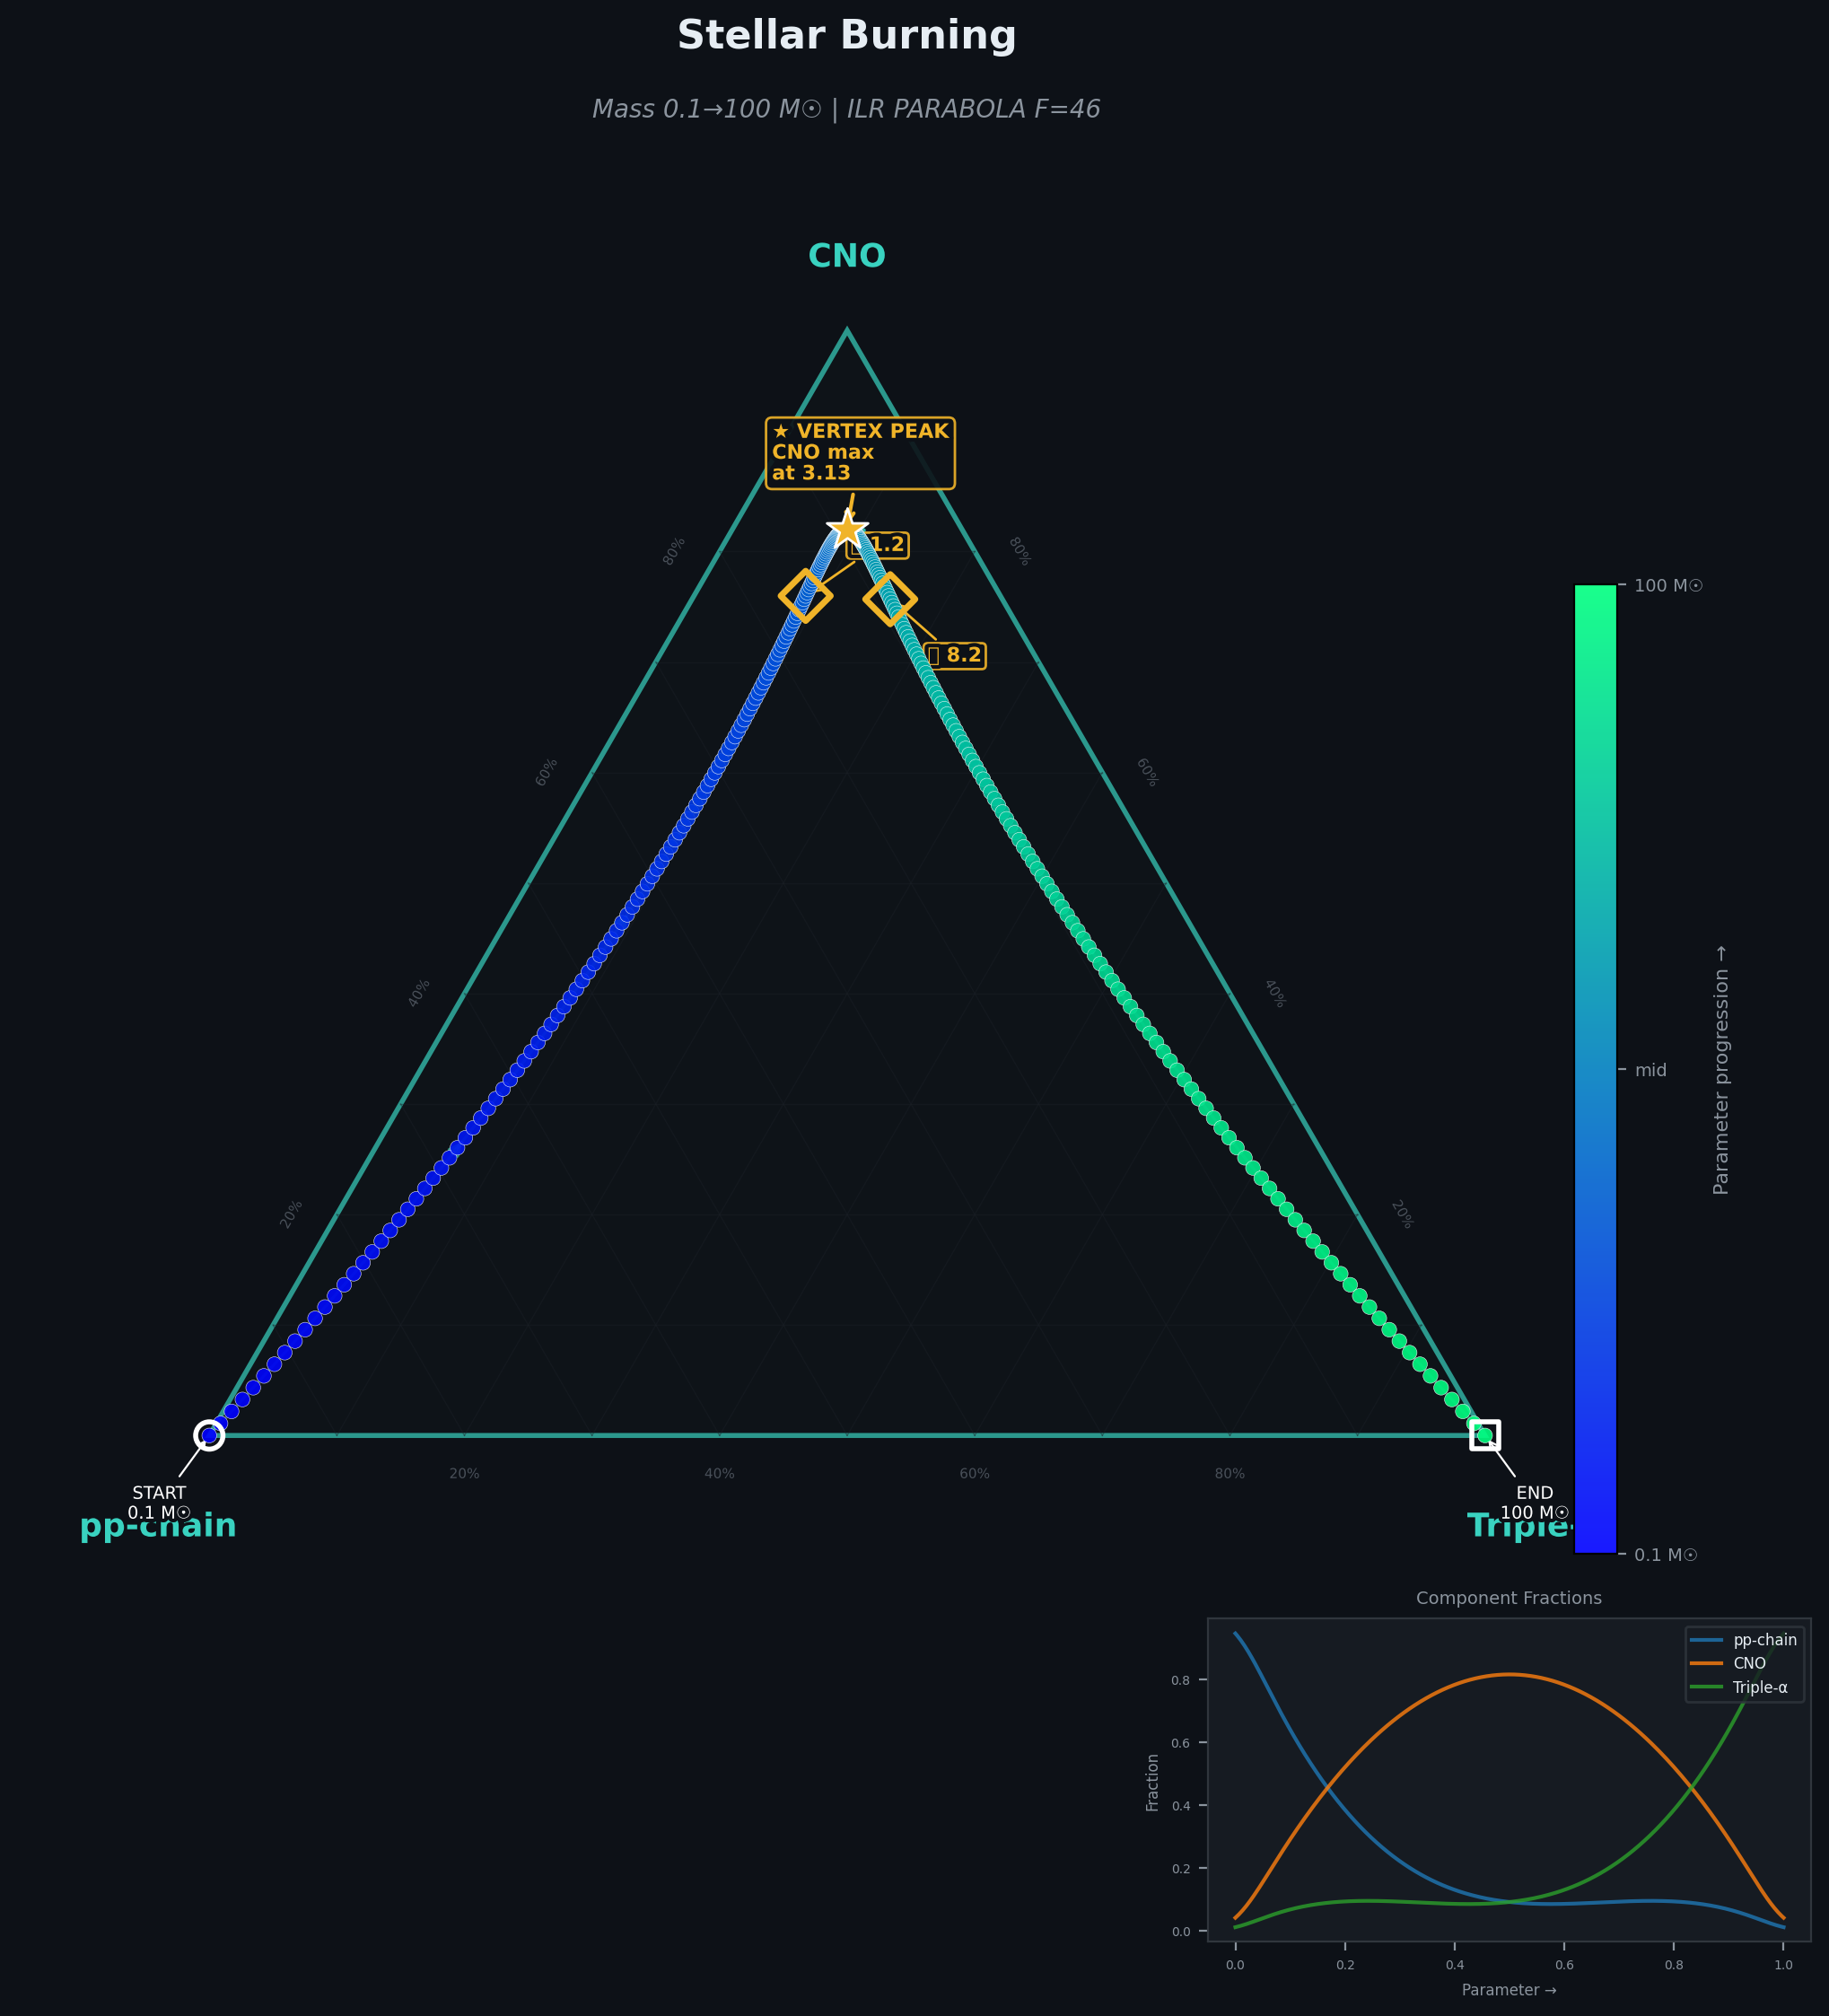 Stellar Burning
Mass 0.1→100 M☉ | ILR PARABOLA F=46
CNO
★ VERTEX PEAK
CNO max
at 3.13
1.2
8.2
80%
80%
60%
60%
40%
40%
20%
20%
20%
40%
60%
80%
START
0.1 M☉
pp-chain
END
100 M☉
Triple-
100 M☉
mid
0.1 M☉
Parameter progression →
Component Fractions
pp-chain
CNO
Triple-α
Fraction
0.8
0.6
0.4
0.2
0.0
0.0
0.2
0.4
0.6
0.8
1.0
Parameter →